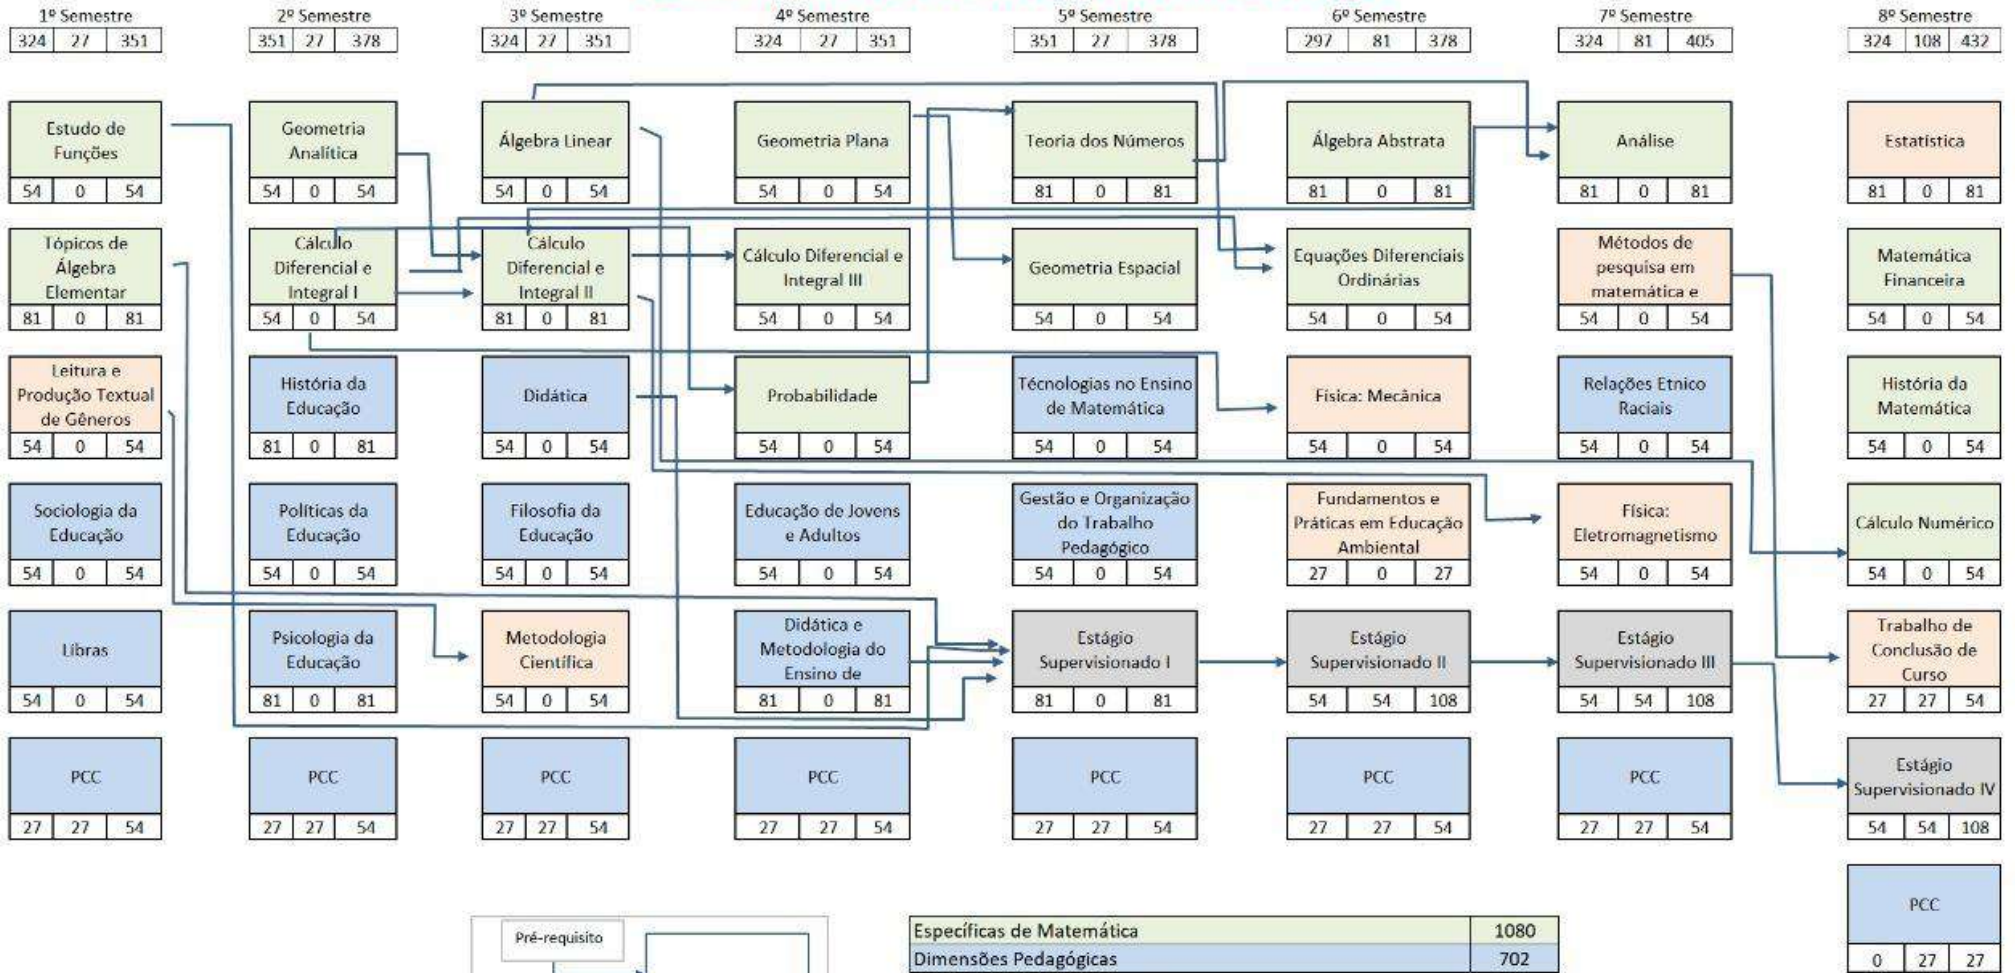 1º Semestre 2º Semestre 3º Semestre 4º Semestre 5º Semestre 6º Semestre 7º Semestre 8º Semestre
324 27 351 351 27 378 324 27 351 324 27 351 351 27 378 297 81 378 324 81 405 324 108 432
Estudo de
Funções
54 0 54
Geometria
Analítica
54 0 54
Álgebra Linear
54 0 54
Geometria Plana
54 0 54
Teoria dos Números
81 0 81
Álgebra Abstrata
81 0 81
Análise
81 0 81
Estatística
81 0 81
Tópicos de
Álgebra
Elementar
81 0 81
Cálculo
Diferencial e
Integral I
54 0 54
Cálculo
Diferencial e
Integral II
81 0 81
Cálculo Diferencial e
Integral III
54 0 54
Geometria Espacial
54 0 54
Equações Diferenciais
Ordinárias
54 0 54
Métodos de
pesquisa em
matemática e
54 0 54
Matemática
Financeira
54 0 54
Leitura e
Produção Textual
de Gêneros
54 0 54
História da
Educação
81 0 81
Didática
54 0 54
Probabilidade
54 0 54
Técnologias no Ensino
de Matemática
54 0 54
Física: Mecânica
54 0 54
Relações Etnico
Raciais
54 0 54
História da
Matemática
54 0 54
Sociologia da
Educação
54 0 54
Políticas da
Educação
54 0 54
Filosofia da
Educação
54 0 54
Educação de Jovens
e Adultos
54 0 54
Gestão e Organização
do Trabalho
Pedagógico
54 0 54
Fundamentos e
Práticas em Educação
Ambiental
27 0 27
Física:
Eletromagnetismo
54 0 54
Cálculo Numérico
54 0 54
Libras
54 0 54
Psicologia da
Educação
81 0 81
Metodologia
Científica
54 0 54
Didática e
Metodologia do
Ensino de
81 0 81
Estágio
Supervisionado I
81 0 81
Estágio
Supervisionado II
54 54 108
Estágio
Supervisionado III
54 54 108
Trabalho de
Conclusão de
Curso
27 27 54
PCC
27 27 54
PCC
27 27 54
PCC
27 27 54
PCC
27 27 54
PCC
27 27 54
PCC
27 27 54
PCC
27 27 54
Estágio
Supervisionado IV
54 54 108
PCC
0 27 27
Pré-requisito
Específicas de Matemática 1080
Dimensões Pedagógicas 702